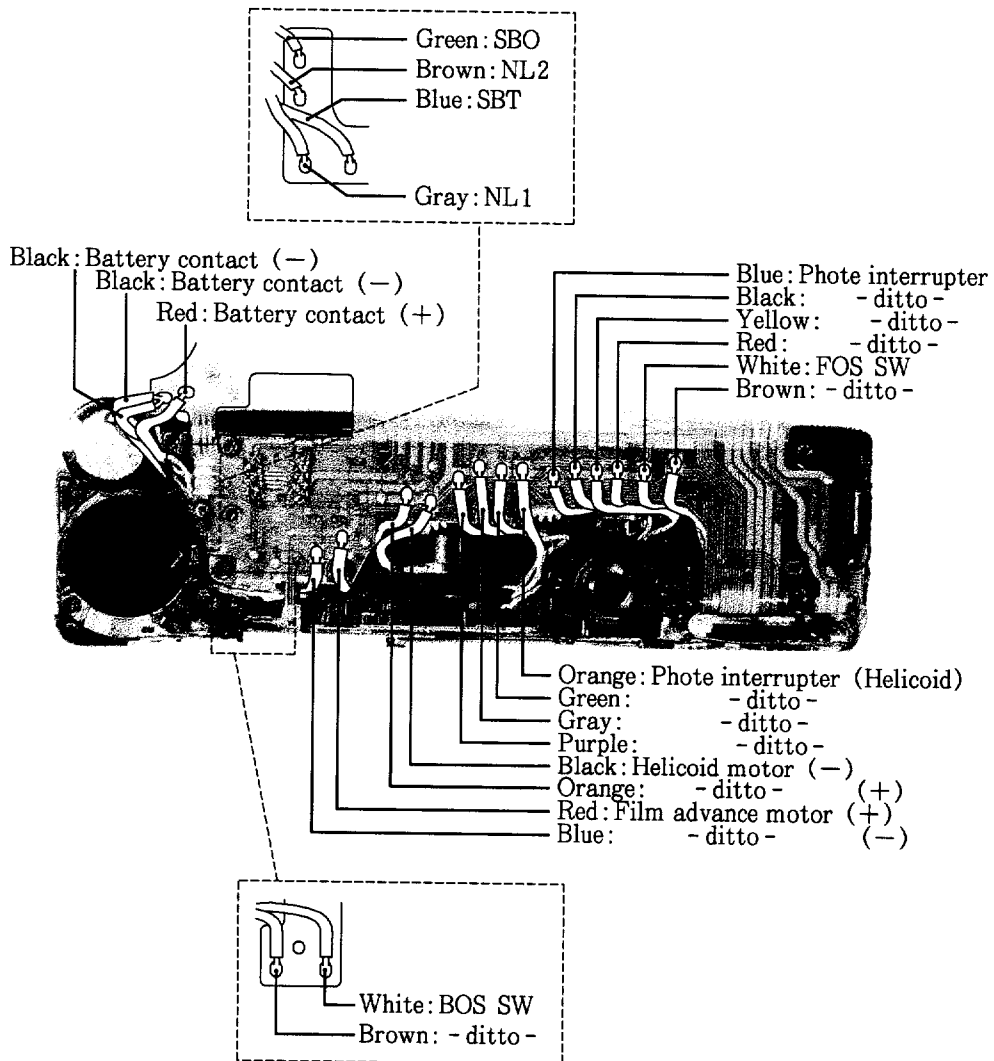 Green: SBO
Brown: NL2
Blue: SBT
Gray: NL1
Black: Battery contact (−)
Black: Battery contact (−)
Red: Battery contact (+)
Blue: Phote interrupter
Black: - ditto -
Yellow: - ditto -
Red: - ditto -
White: FOS SW
Brown: - ditto -
Orange: Phote interrupter (Helicoid)
Green: - ditto -
Gray: - ditto -
Purple: - ditto -
Black: Helicoid motor (−)
Orange: - ditto - (+)
Red: Film advance motor (+)
Blue: - ditto - (−)
White: BOS SW
Brown: - ditto -